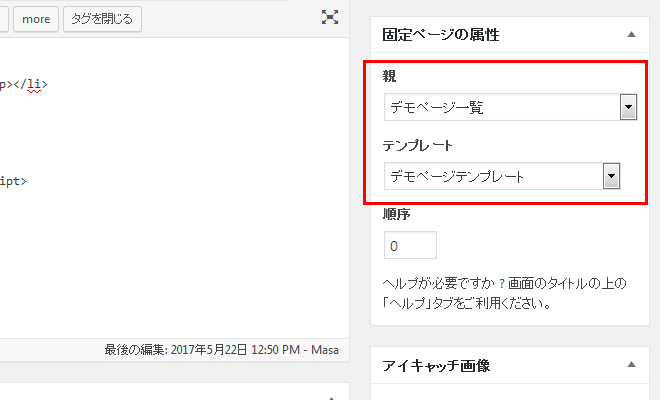 more
タグを閉じる
p></li>
ipt>
最後の編集: 2017年5月22日 12:50 PM - Masa
固定ページの属性
親
デモページ一覧
テンプレート
デモページテンプレート
順序
0
ヘルプが必要ですか ? 画面のタイトルの上の
「ヘルプ」タブをご利用ください。
アイキャッチ画像